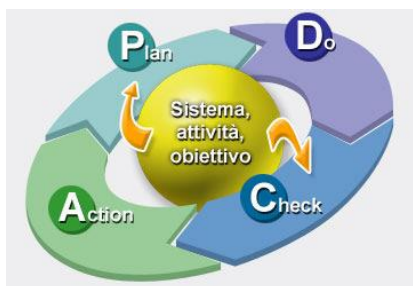 Plan
Do
Sistema,
attività,
obiettivo
Action
Check